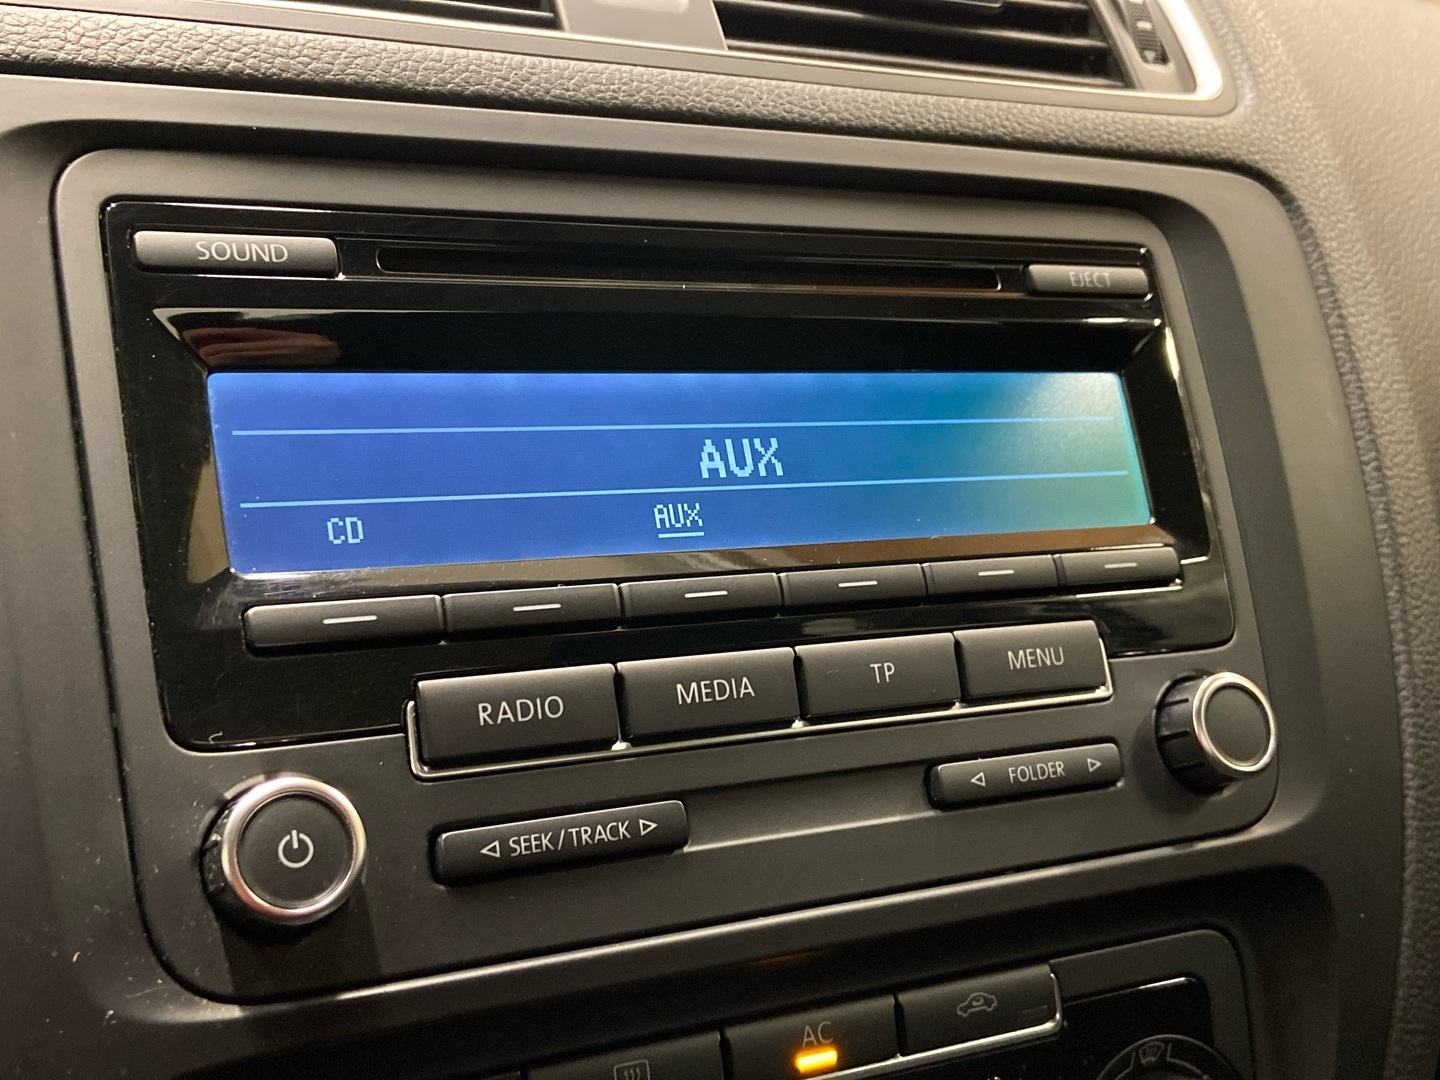 SOUND
EJECT
AUX
CD AUX
RADIO MEDIA TP MENU
FOLDER
SEEK/TRACK
AC